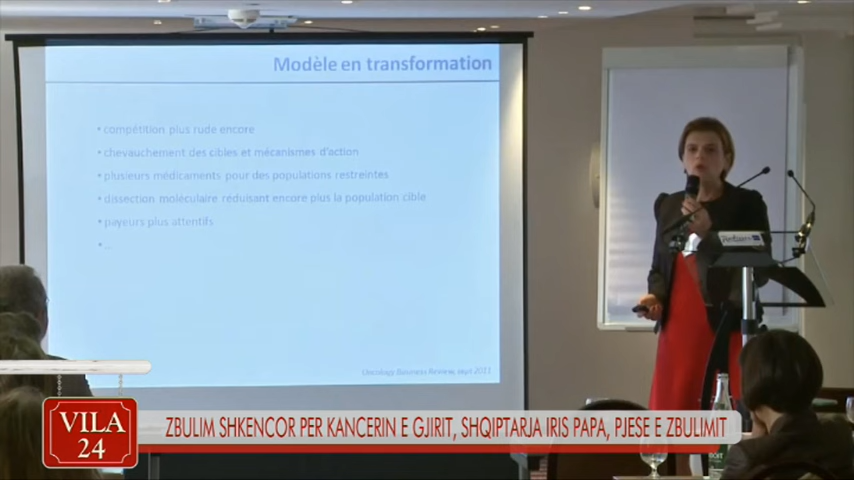 Modèle en transformation
• compétition plus rude encore
• chevauchement des cibles et mécanismes d'action
• plusieurs médicaments pour des populations restreintes
• dissection moléculaire réduisant encore plus la population cible
• payeurs plus attentifs
• ...
Oncology Business Review, sept 2011
VILA
24
ZBULIM SHKENCOR PER KANCERIN E GJIRIT, SHQIPTARJA IRIS PAPA, PJESE E ZBULIMIT